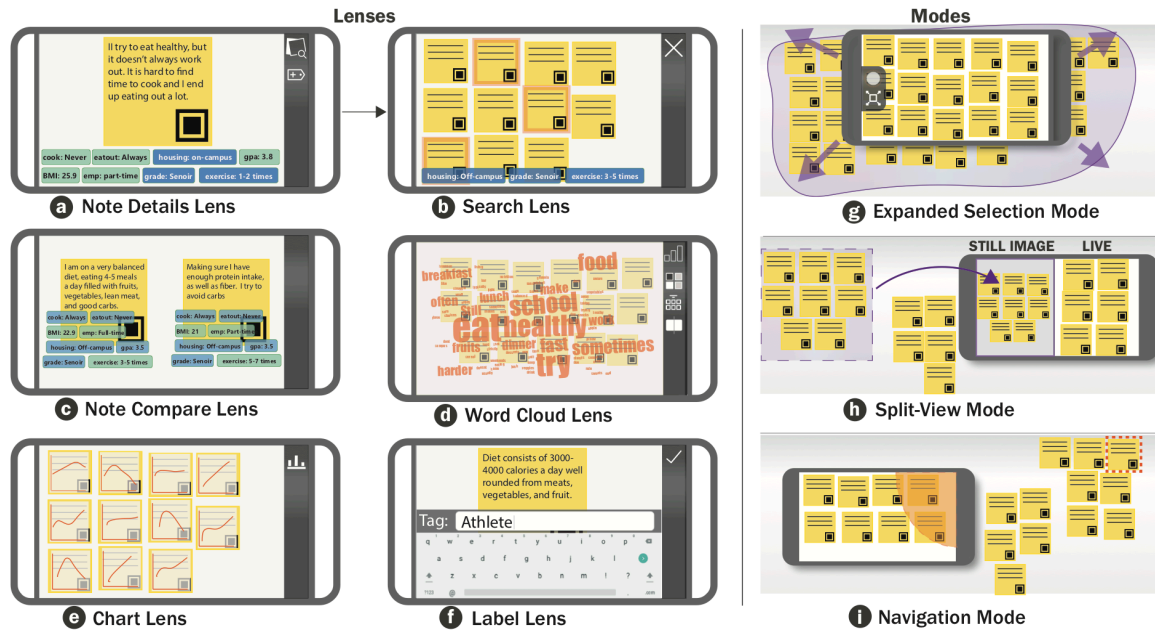 Lenses
Modes
II try to eat healthy, but
it doesn't always work
out. It is hard to find
time to cook and I end
up eating out a lot.
cook: Never
eatout: Always
housing: on-campus
gpa: 3.8
BMI: 25.9
emp: part-time
grade: Senoir
exercise: 1-2 times
a Note Details Lens
housing: Off-campus
grade: Senoir
exercise: 3-5 times
b Search Lens
g Expanded Selection Mode
I am on a very balanced
diet, eating 4-5 meals
a day filled with fruits,
vegetables, lean meat,
and good carbs.
cook: Always
eatout: Never
BMI: 22.9
emp: Full-time
housing: Off-campus
gpa: 3.5
grade: Senoir
exercise: 3-5 times
Making sure I have
enough protein intake,
as well as fiber. I try to
avoid carbs
cook: Always
eatout: Never
BMI: 21
emp: Part-time
housing: Off-campus
gpa: 3.5
grade: Senoir
exercise: 5-7 times
c Note Compare Lens
food
breakfast
make
often
lunch
school
still
eat
healthy
work
fruits
dinner
fast
sometimes
harder
try
d Word Cloud Lens
STILL IMAGE
LIVE
h Split-View Mode
e Chart Lens
Diet consists of 3000-
4000 calories a day well
rounded from meats,
vegetables, and fruit.
Tag: Athlete
q w e r t y u i o p
a s d f g h j k l
z x c v b n m ! ?
.com
f Label Lens
i Navigation Mode